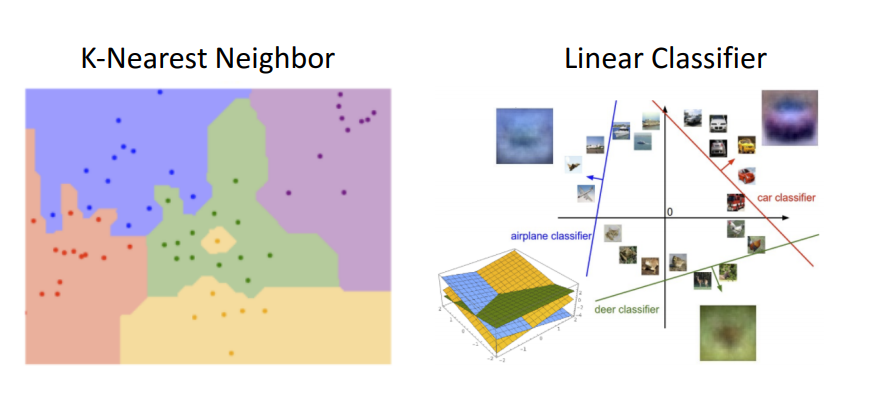 K-Nearest Neighbor
Linear Classifier
car classifier
0
airplane classifier
deer classifier